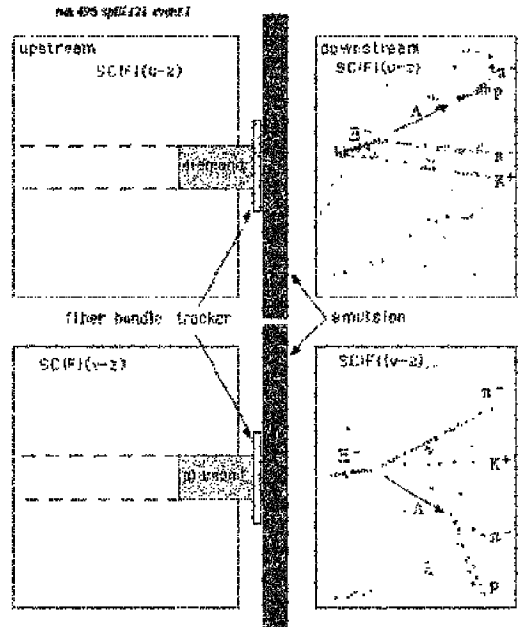 upstream
SCIFI(u-z)
diamond
downstream
SCIFI(u-z)
π-
p
Λ
Ξ-
π-
K+
fiber bundle tracker
emulsion
SCIFI(v-z)
diamond
SCIFI(v-z)
π-
Ξ-
K+
Λ
π-
p